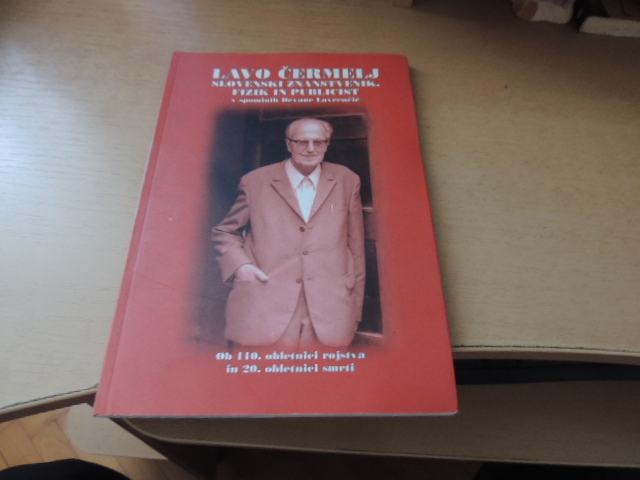 LAVO ČERMELJ
SLOVENSKI ZNANSTVENIK,
FIZIK IN PUBLICIST
v spominih Devane Lavrenčič
Ob 110. obletnici rojstva
in 20. obletnici smrti